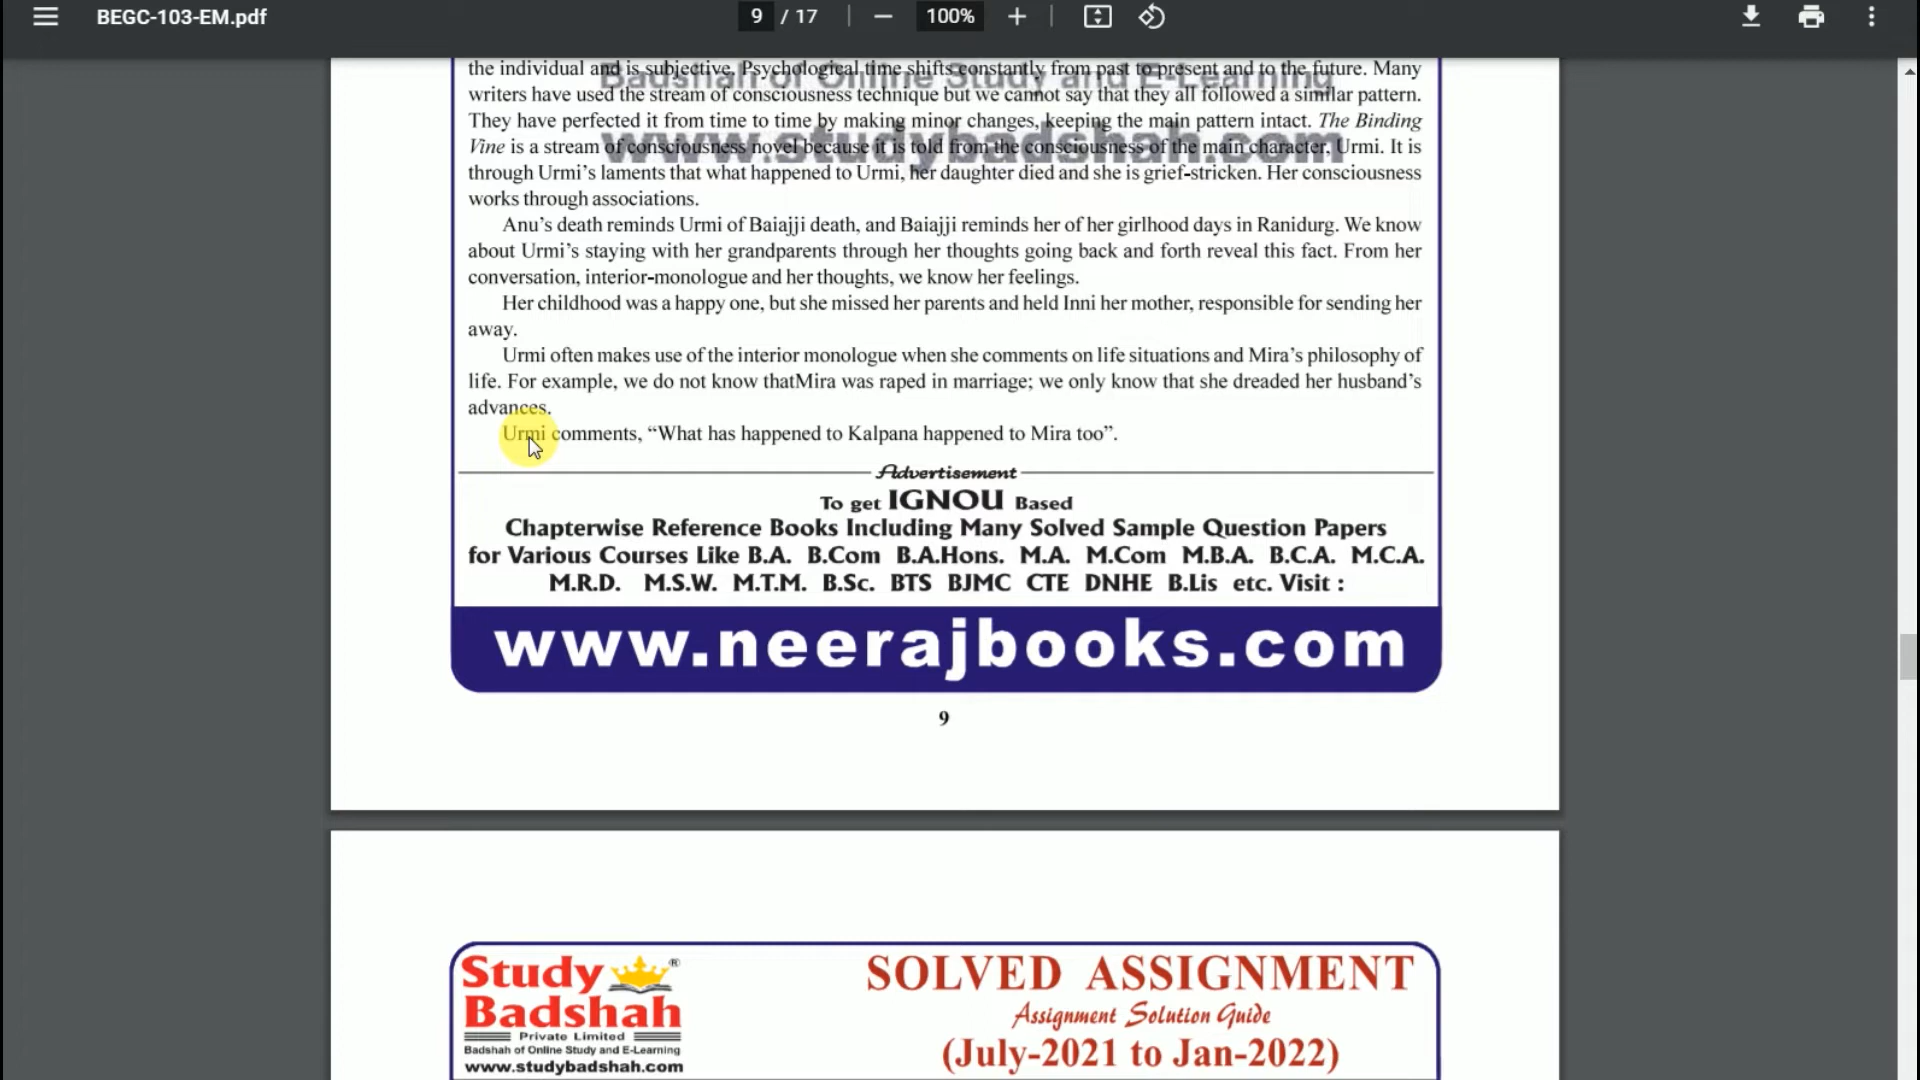 BEGC-103-EM.pdf
9 / 17
100%
the individual and is subjective. Psychological time shifts constantly from past to present and to the future. Many
Badshah of Online Study and E-Learning
writers have used the stream of consciousness technique but we cannot say that they all followed a similar pattern.
They have perfected it from time to time by making minor changes, keeping the main pattern intact. The Binding
www.studybadshah.com
Vine is a stream of consciousness novel because it is told from the consciousness of the main character, Urmi. It is
through Urmi's laments that what happened to Urmi, her daughter died and she is grief-stricken. Her consciousness
works through associations.
Anu's death reminds Urmi of Baiajji death, and Baiajji reminds her of her girlhood days in Ranidurg. We know
about Urmi's staying with her grandparents through her thoughts going back and forth reveal this fact. From her
conversation, interior-monologue and her thoughts, we know her feelings.
Her childhood was a happy one, but she missed her parents and held Inni her mother, responsible for sending her
away.
Urmi often makes use of the interior monologue when she comments on life situations and Mira's philosophy of
life. For example, we do not know thatMira was raped in marriage; we only know that she dreaded her husband's
advances.
Urmi comments, “What has happened to Kalpana happened to Mira too”.
Advertisement
To get IGNOU Based
Chapterwise Reference Books Including Many Solved Sample Question Papers
for Various Courses Like B.A. B.Com B.A.Hons. M.A. M.Com M.B.A. B.C.A. M.C.A.
M.R.D. M.S.W. M.T.M. B.Sc. BTS BJMC CTE DNHE B.Lis etc. Visit :
www.neerajbooks.com
9
Study ®
Badshah
Private Limited
Badshah of Online Study and E-Learning
www.studybadshah.com
SOLVED ASSIGNMENT
Assignment Solution Guide
(July-2021 to Jan-2022)